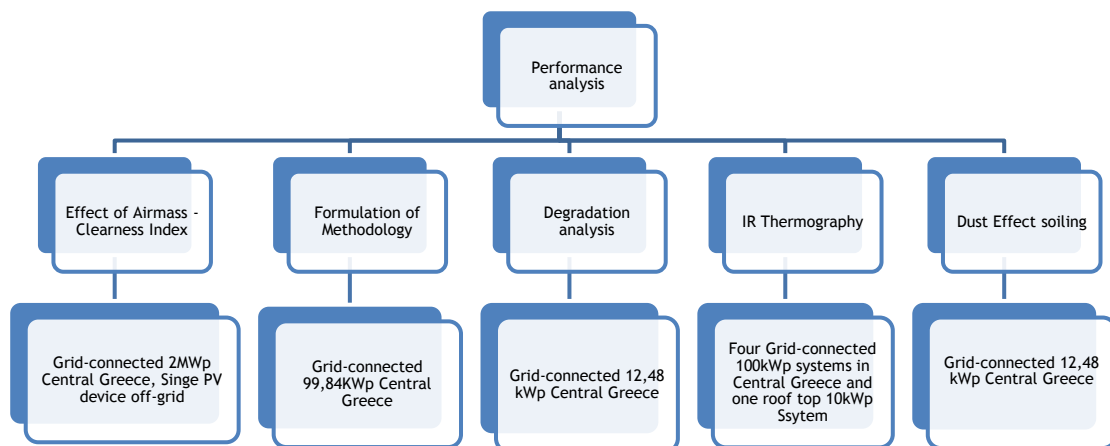 Performance
analysis
Effect of Airmass -
Clearness Index
Formulation of
Methodology
Degradation
analysis
IR Thermography
Dust Effect soiling
Grid-connected 2MWp
Central Greece, Singe PV
device off-grid
Grid-connected
99,84KWp Central
Greece
Grid-connected 12,48
kWp Central Greece
Four Grid-connected
100kWp systems in
Central Greece and
one roof top 10kWp
Ssytem
Grid-connected 12,48
kWp Central Greece